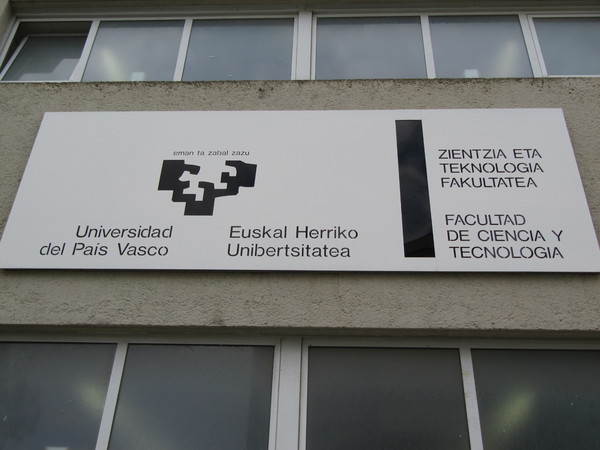 eman ta zabal zazu
Universidad
del País Vasco
Euskal Herriko
Unibertsitatea
ZIENTZIA ETA
TEKNOLOGIA
FAKULTATEA
FACULTAD
DE CIENCIA Y
TECNOLOGIA